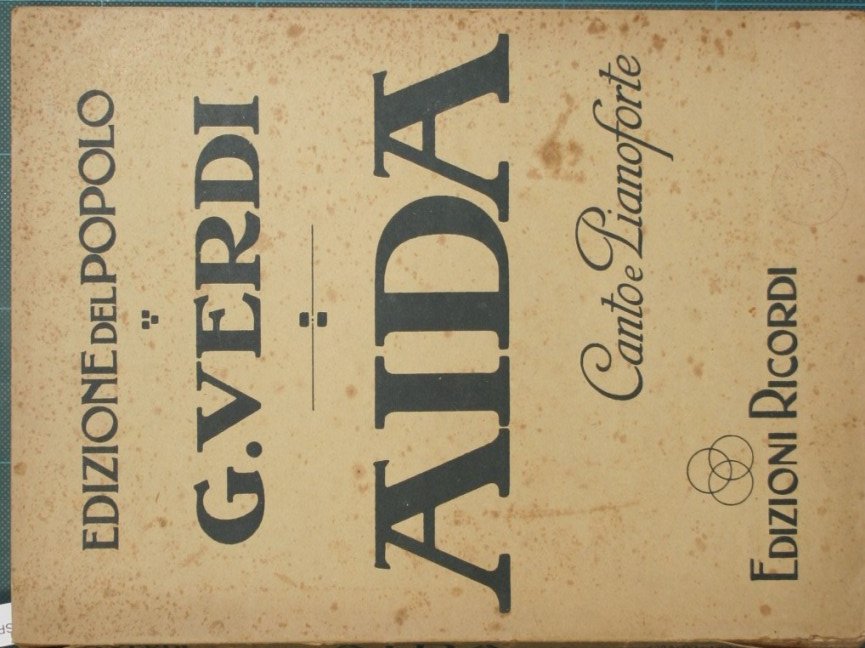 EDIZIONE DEL POPOLO
G. VERDI
AIDA
Canto e Pianoforte
EDIZIONI RICORDI